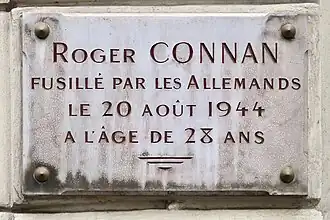 Roger CONNAN
FUSILLÉ PAR LES ALLEMANDS
LE 20 AOÛT 1944
A L'ÂGE DE 28 ANS